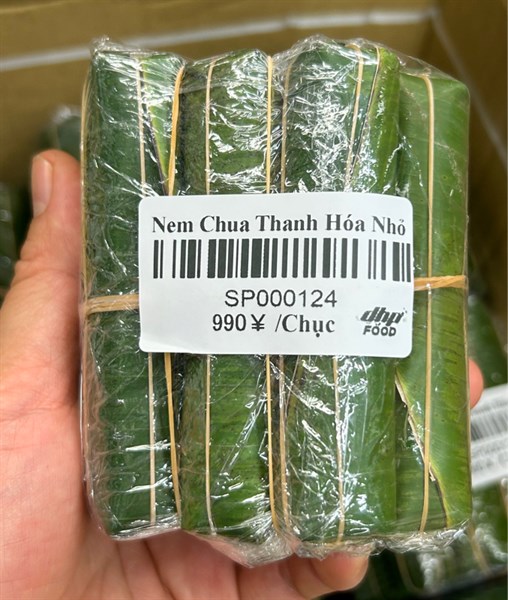 Nem Chua Thanh Hóa Nhỏ
SP000124
990¥ /Chục
dhp
FOOD